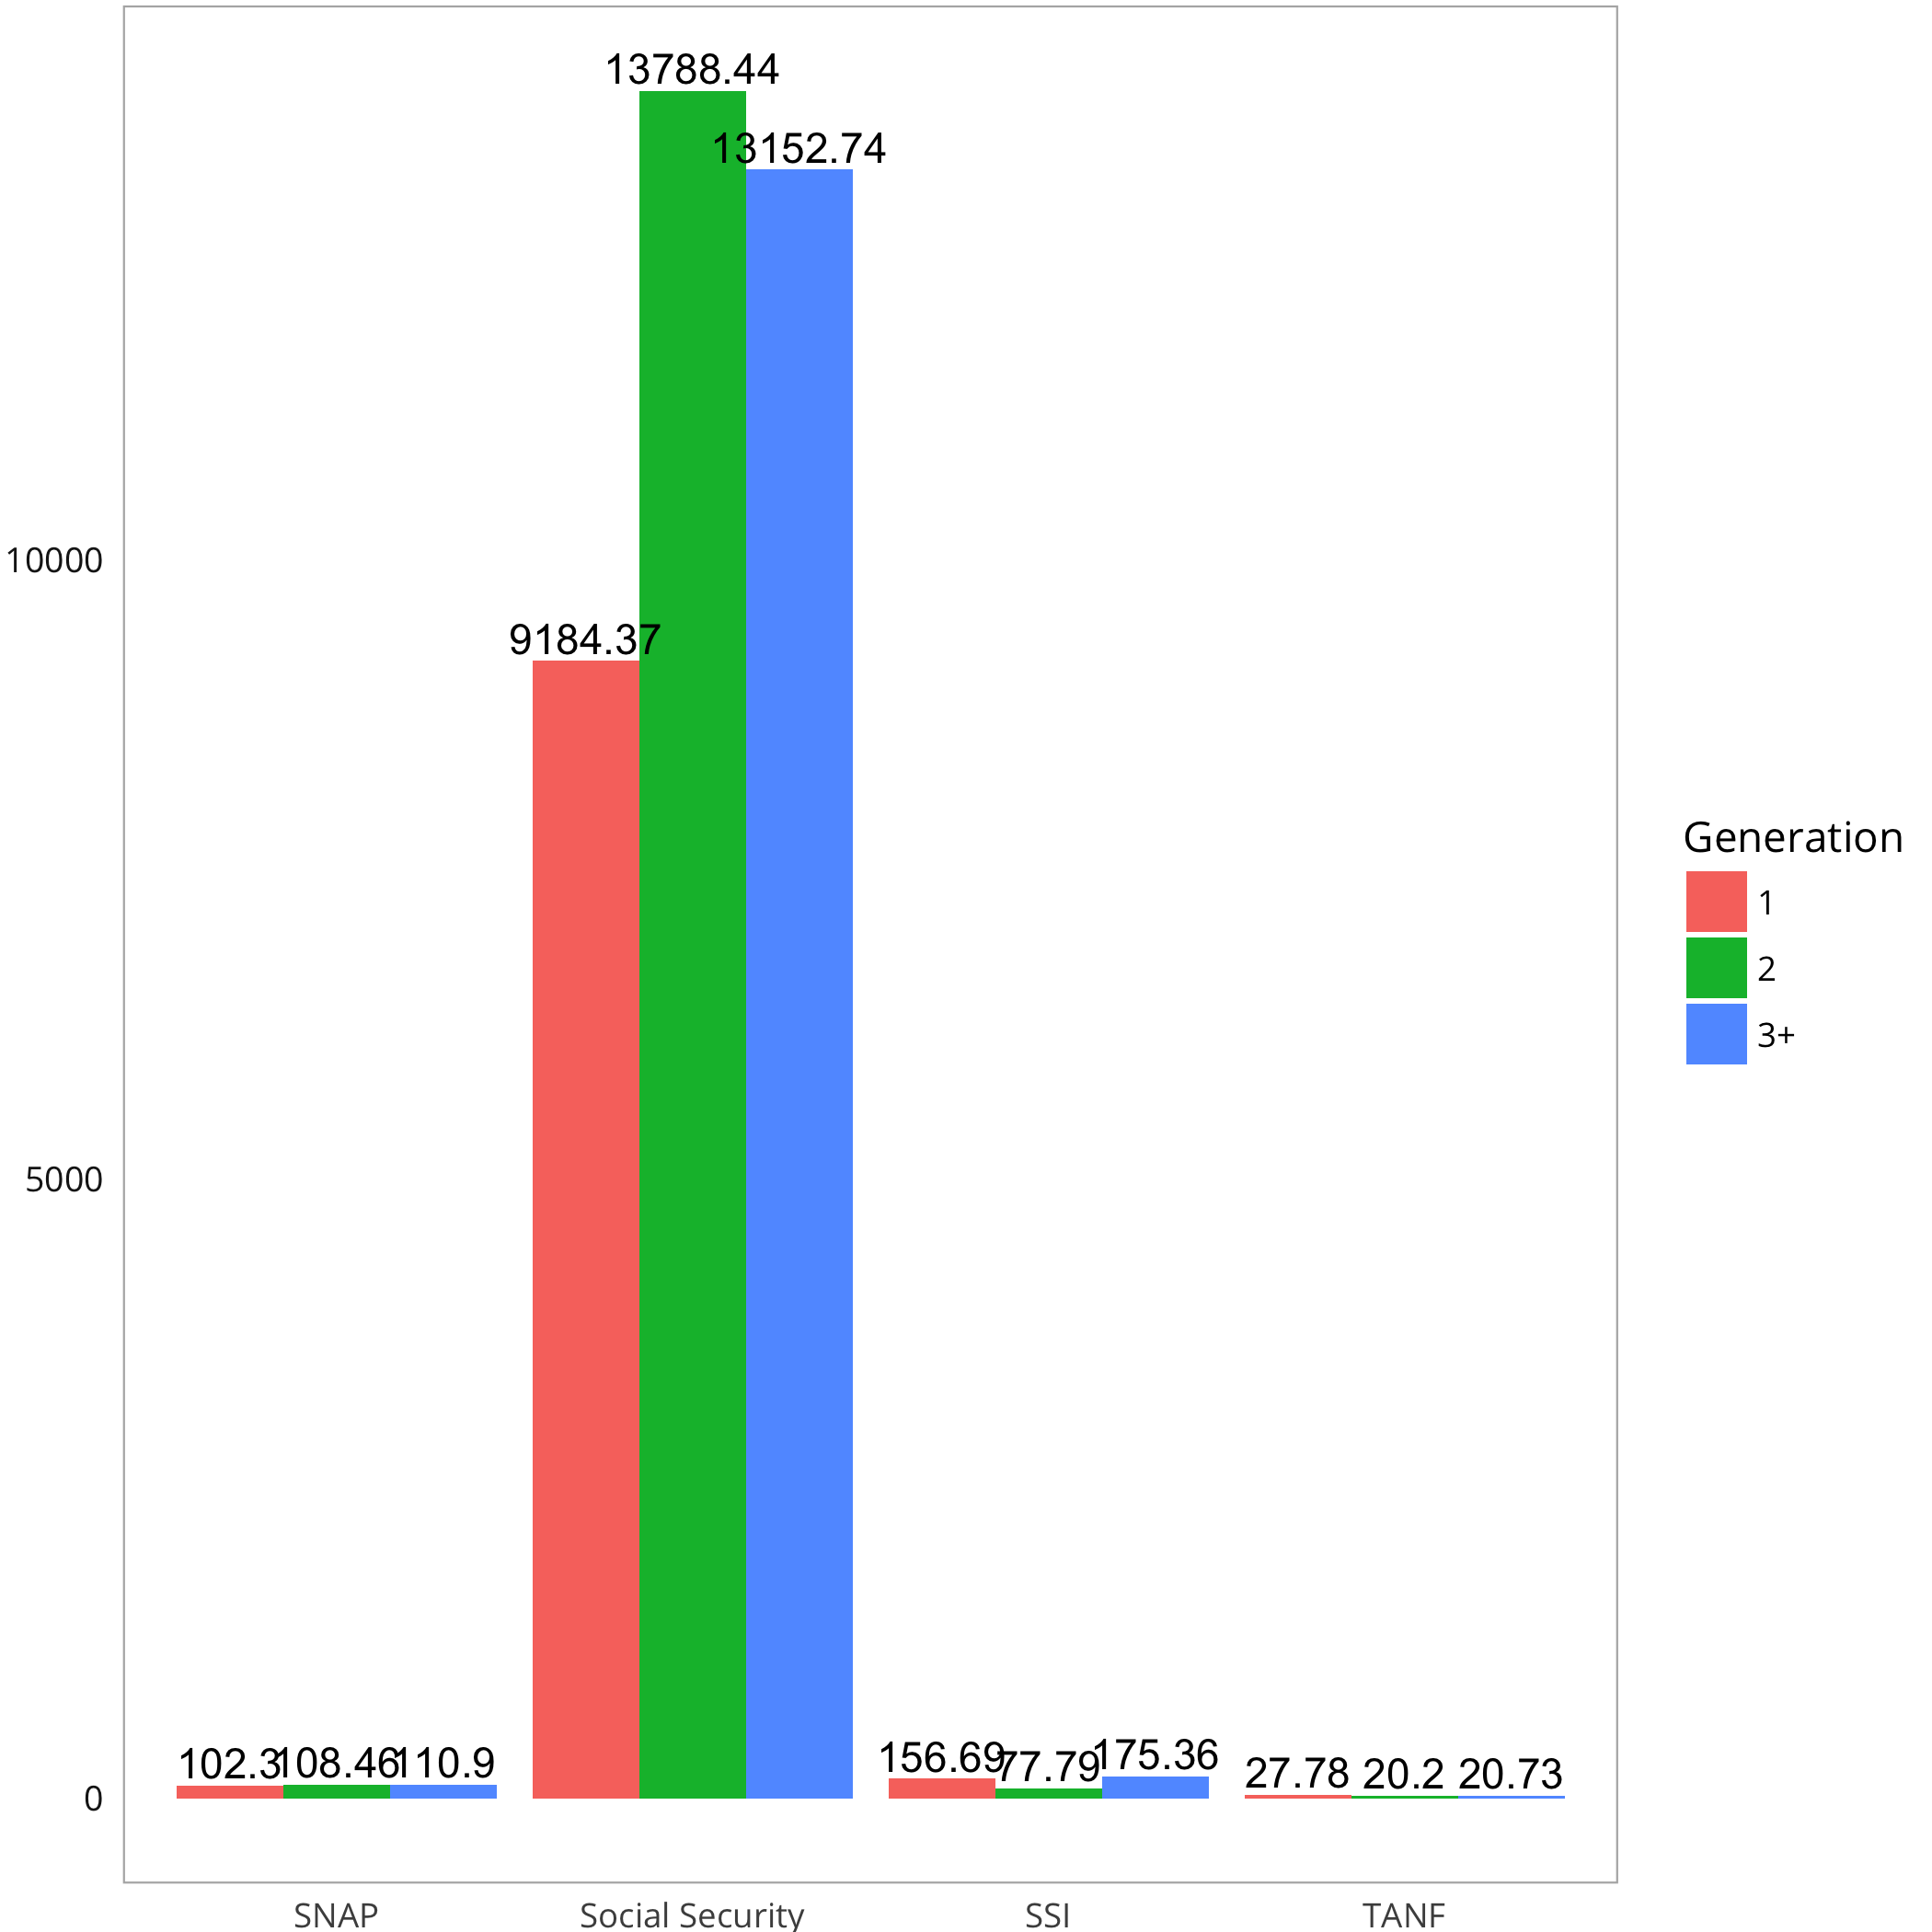 13788.44
13152.74
10000
9184.37
Generation
1
2
3+
5000
102.3 108.46 110.9
156.69 77.79 175.36
27.78 20.2 20.73
0
SNAP Social Security SSI TANF